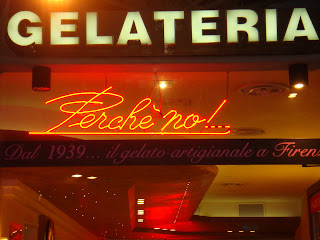 GELATERIA
Perchè no!...
Dal 1939... il gelato artigianale a Firen